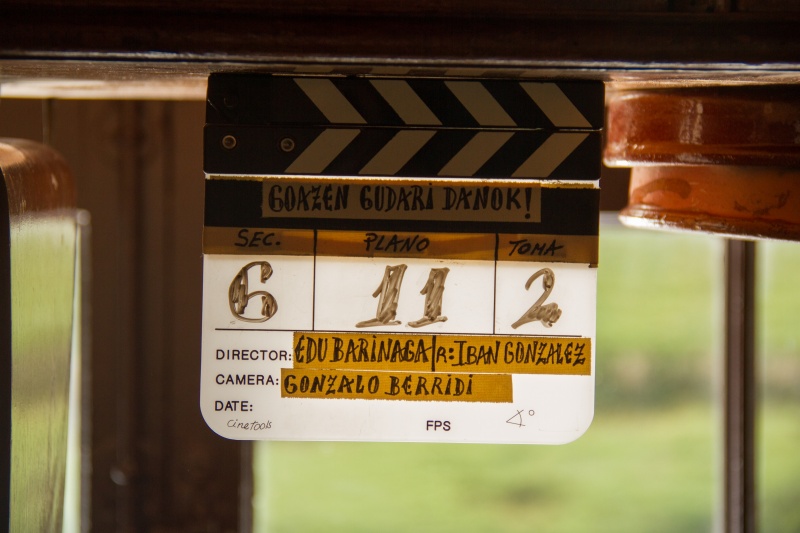 GOAZEN GUDARI DANOK!
SEC. PLANO TOMA
6 11 2
DIRECTOR: EDU BARINAGA R: IBAN GONZALEZ
CAMERA: GONZALO BERRIDI
DATE:
Cinetools FPS